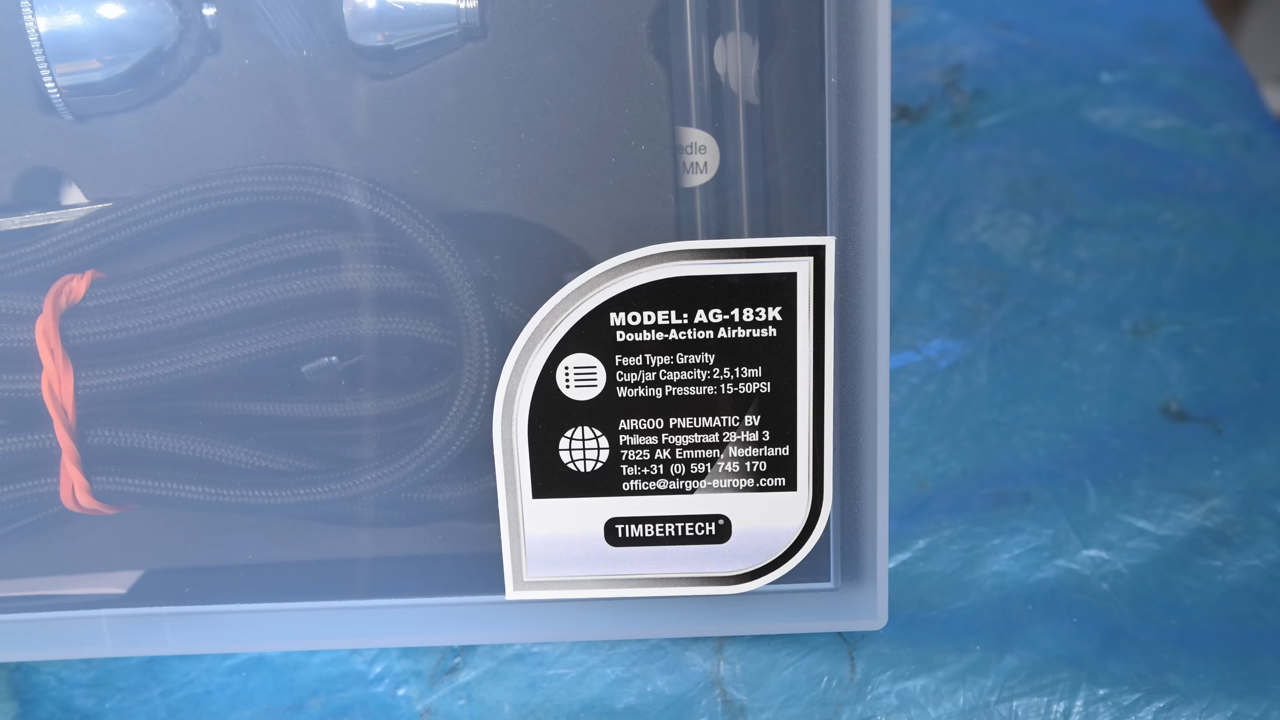 edle
MM
MODEL: AG-183K
Double-Action Airbrush
Feed Type: Gravity
Cup/jar Capacity: 2,5,13ml
Working Pressure: 15-50PSI
AIRGOO PNEUMATIC BV
Phileas Foggstraat 28-Hal 3
7825 AK Emmen, Nederland
Tel:+31 (0) 591 745 170
office@airgoo-europe.com
TIMBERTECH®